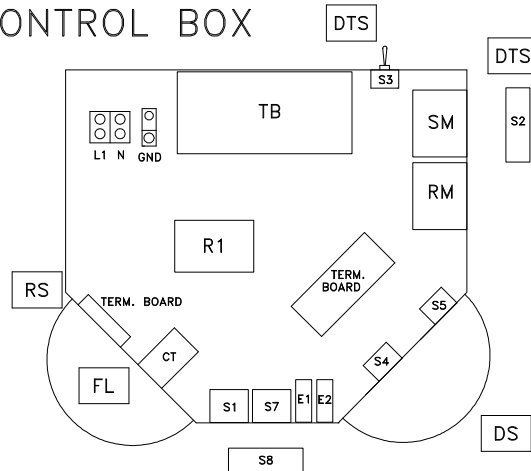 ONTROL BOX
DTS
DTS
S3
TB
SM
S2
L1 N GND
RM
R1
TERM.
BOARD
RS
TERM. BOARD
S5
CT
S4
FL
S1
S7
E1
E2
DS
S8